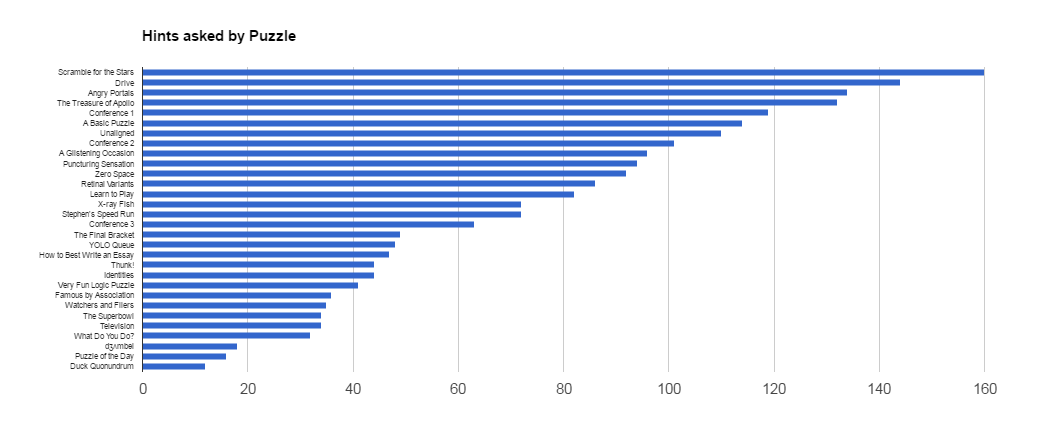 Hints asked by Puzzle
Scramble for the Stars
Drive
Angry Portals
The Treasure of Apollo
Conference 1
A Basic Puzzle
Unaligned
Conference 2
A Glistening Occasion
Puncturing Sensation
Zero Space
Retinal Variants
Learn to Play
X-ray Fish
Stephen's Speed Run
Conference 3
The Final Bracket
YOLO Queue
How to Best Write an Essay
Thunk!
Identities
Very Fun Logic Puzzle
Famous by Association
Watchers and Fliers
The Superbowl
Television
What Do You Do?
dʒʌmbəl
Puzzle of the Day
Duck Quonundrum
0 20 40 60 80 100 120 140 160